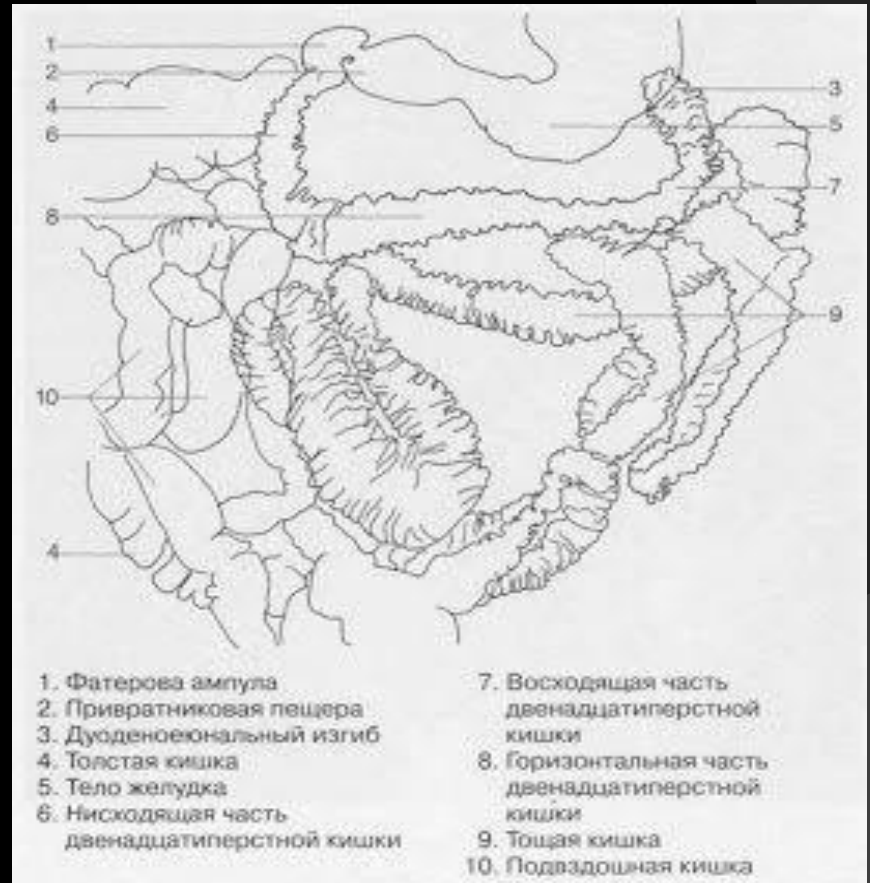 1
2
4
6
8
10
4
3
5
7
9
1. Фатерова ампула
2. Привратниковая пещера
3. Дуоденоеюнальный изгиб
4. Толстая кишка
5. Тело желудка
6. Нисходящая часть
двенадцатиперстной кишки
7. Восходящая часть
двенадцатиперстной
кишки
8. Горизонтальная часть
двенадцатиперстной
кишки
9. Тощая кишка
10. Подвздошная кишка